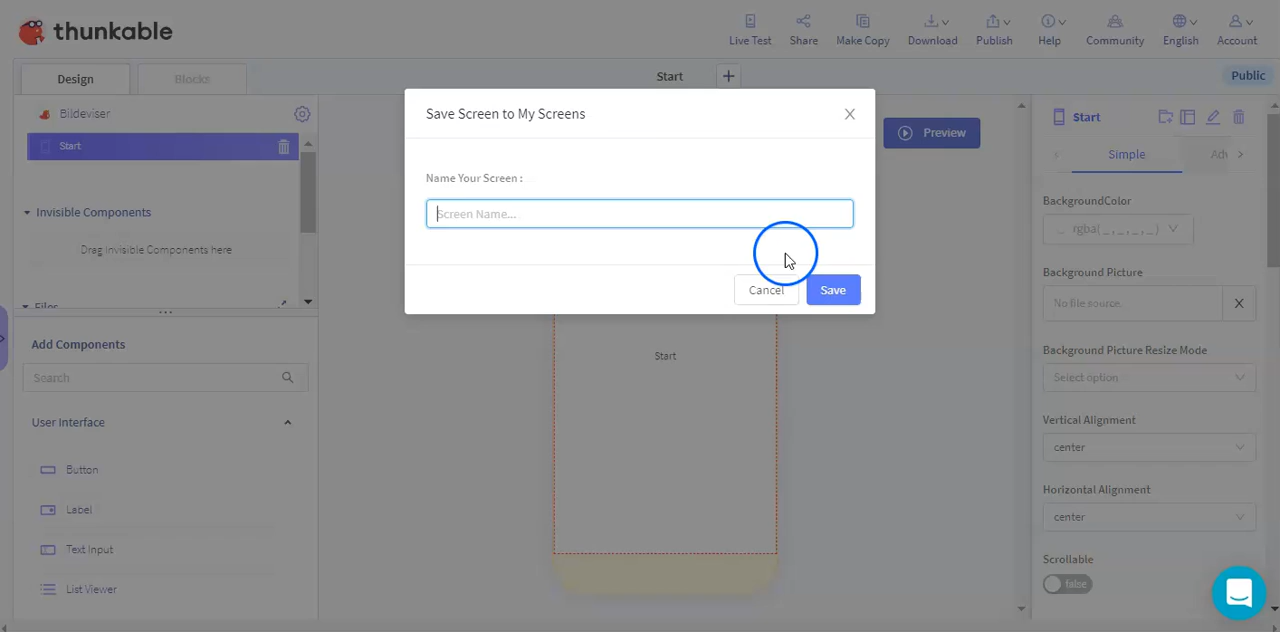 thunkable
Live Test
Share
Make Copy
Download
Publish
Help
Community
English
Account
Design
Blocks
Start
+
Public
Bildeviser
Start
Invisible Components
Drag Invisible Components here
Files
Add Components
Search
User Interface
Button
Label
Text Input
List Viewer
Save Screen to My Screens
Name Your Screen :
Screen Name...
Cancel
Save
Preview
Start
Start
Simple
Adv
BackgroundColor
rgba( _ , _ , _ , _ )
Background Picture
No file source.
Background Picture Resize Mode
Select option
Vertical Alignment
center
Horizontal Alignment
center
Scrollable
false